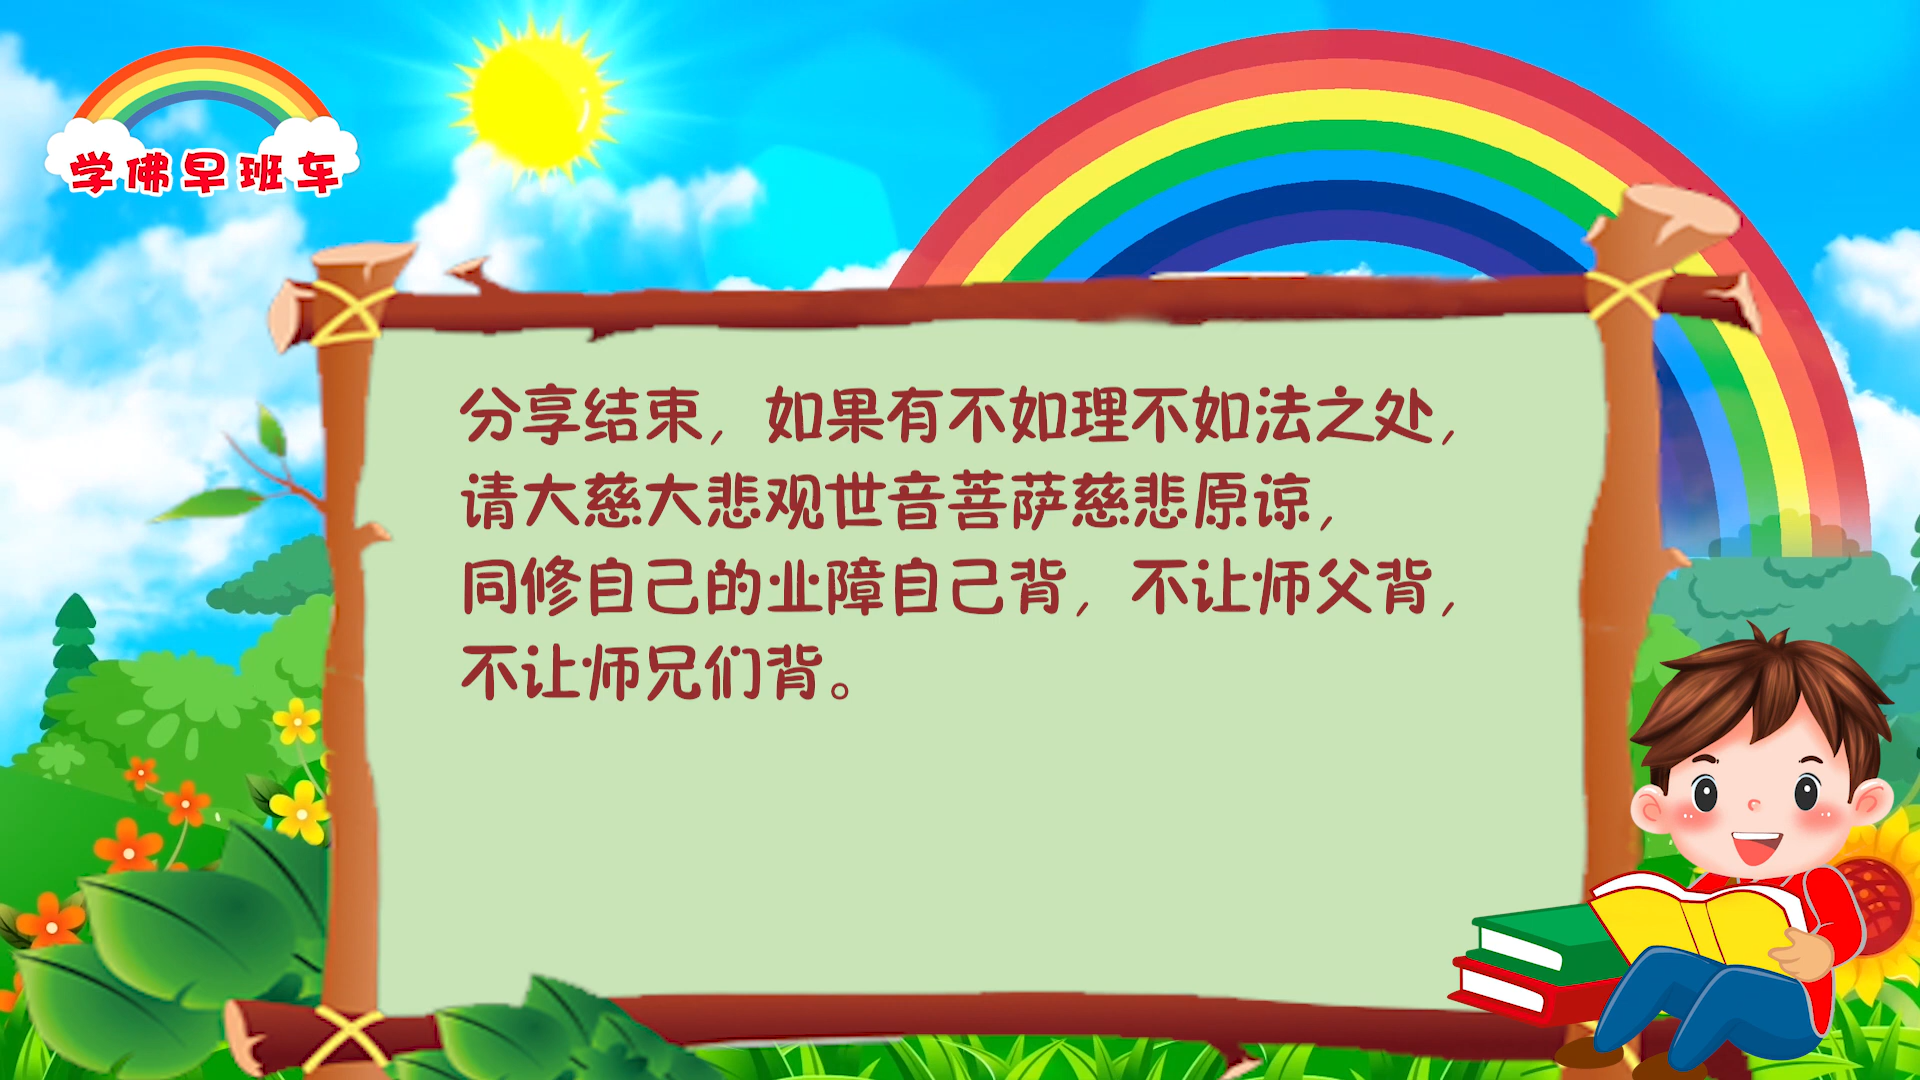 学佛早班车
分享结束，如果有不如理不如法之处，
请大慈大悲观世音菩萨慈悲原谅，
同修自己的业障自己背，不让师父背，
不让师兄们背。